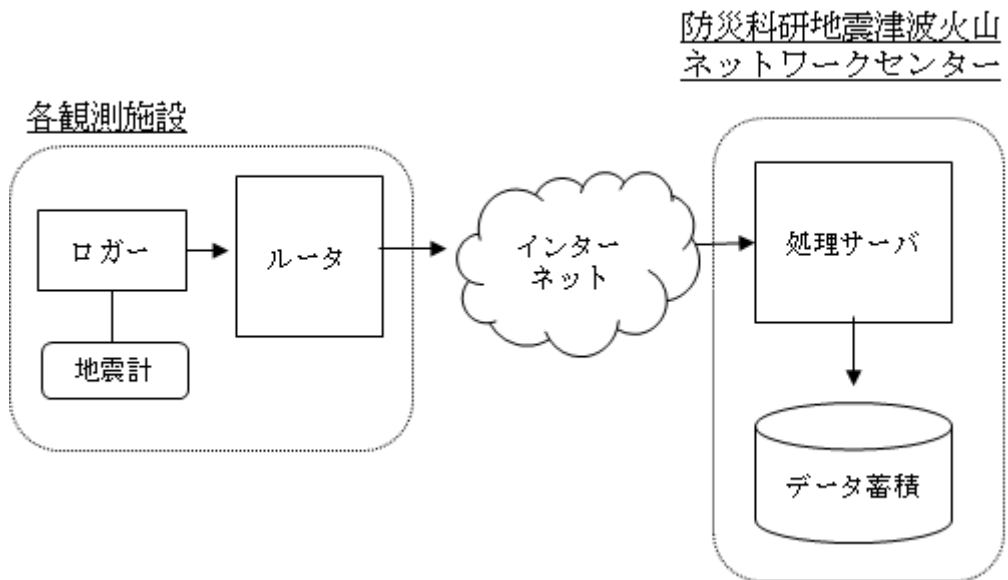 防災科研地震津波火山
ネットワークセンター
各観測施設
ロガー
ルータ
インター
ネット
処理サーバ
地震計
データ蓄積